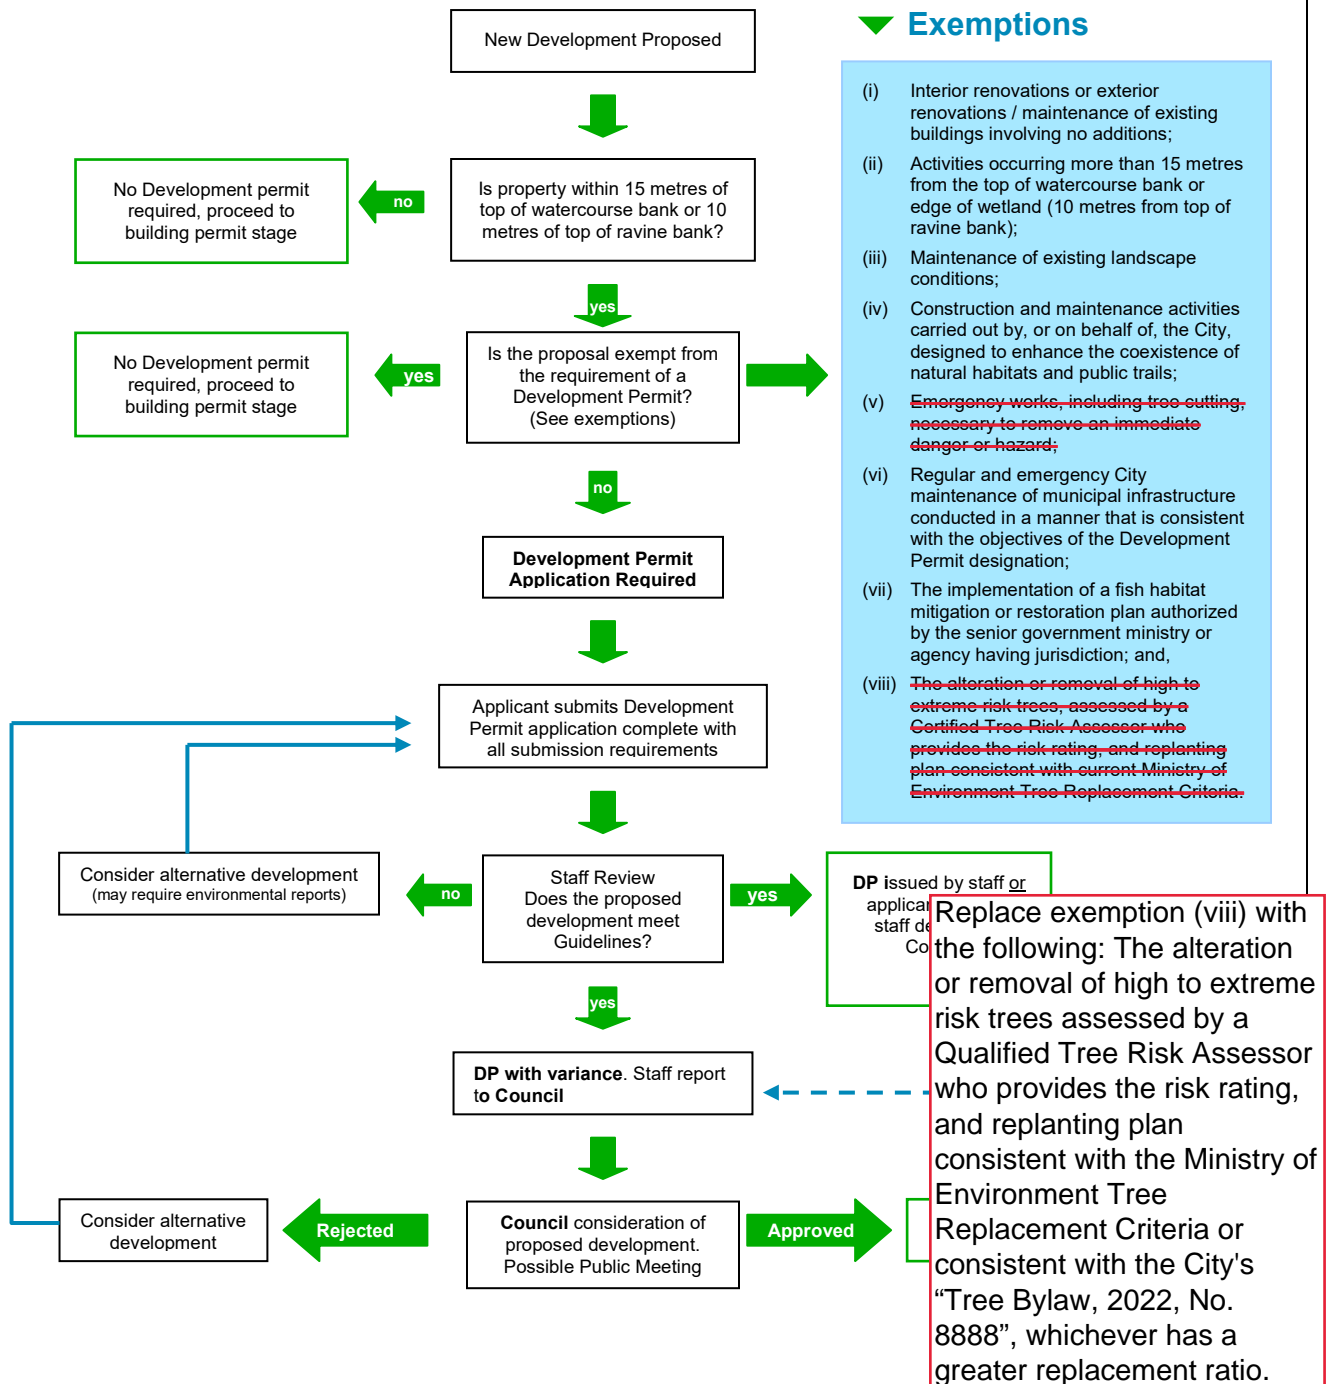 New Development Proposed
Exemptions
(i) Interior renovations or exterior
renovations / maintenance of existing
buildings involving no additions;
(ii) Activities occurring more than 15 metres
from the top of watercourse bank or
edge of wetland (10 metres from top of
ravine bank);
(iii) Maintenance of existing landscape
conditions;
(iv) Construction and maintenance activities
carried out by, or on behalf of, the City,
designed to enhance the coexistence of
natural habitats and public trails;
(v) Emergency works, including tree cutting,
necessary to remove an immediate
danger or hazard;
(vi) Regular and emergency City
maintenance of municipal infrastructure
conducted in a manner that is consistent
with the objectives of the Development
Permit designation;
(vii) The implementation of a fish habitat
mitigation or restoration plan authorized
by the senior government ministry or
agency having jurisdiction; and,
(viii) The alteration or removal of high to
extreme risk trees, assessed by a
Certified Tree Risk Assessor who
provides the risk rating, and replanting
plan consistent with current Ministry of
Environment Tree Replacement Criteria.
Is property within 15 metres of
top of watercourse bank or 10
metres of top of ravine bank?
no
No Development permit
required, proceed to
building permit stage
yes
Is the proposal exempt from
the requirement of a
Development Permit?
(See exemptions)
yes
No Development permit
required, proceed to
building permit stage
no
Development Permit
Application Required
Applicant submits Development
Permit application complete with
all submission requirements
Staff Review
Does the proposed
development meet
Guidelines?
no
Consider alternative development
(may require environmental reports)
yes
DP issued by staff or
applican
staff de
Co
yes
DP with variance. Staff report
to Council
Council consideration of
proposed development.
Possible Public Meeting
Rejected
Consider alternative
development
Approved
Replace exemption (viii) with
the following: The alteration
or removal of high to extreme
risk trees assessed by a
Qualified Tree Risk Assessor
who provides the risk rating,
and replanting plan
consistent with the Ministry of
Environment Tree
Replacement Criteria or
consistent with the City's
“Tree Bylaw, 2022, No.
8888”, whichever has a
greater replacement ratio.